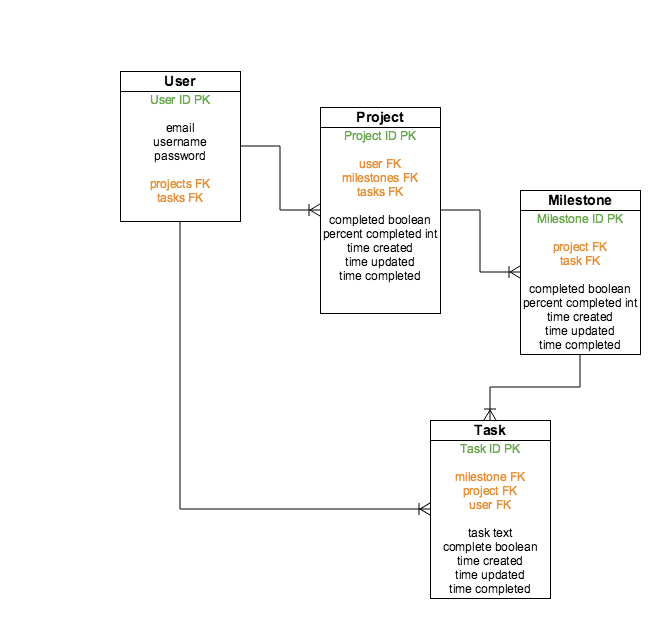 User
User ID PK
email
username
password
projects FK
tasks FK
Project
Project ID PK
user FK
milestones FK
tasks FK
completed boolean
percent completed int
time created
time updated
time completed
Milestone
Milestone ID PK
project FK
task FK
completed boolean
percent completed int
time created
time updated
time completed
Task
Task ID PK
milestone FK
project FK
user FK
task text
complete boolean
time created
time updated
time completed